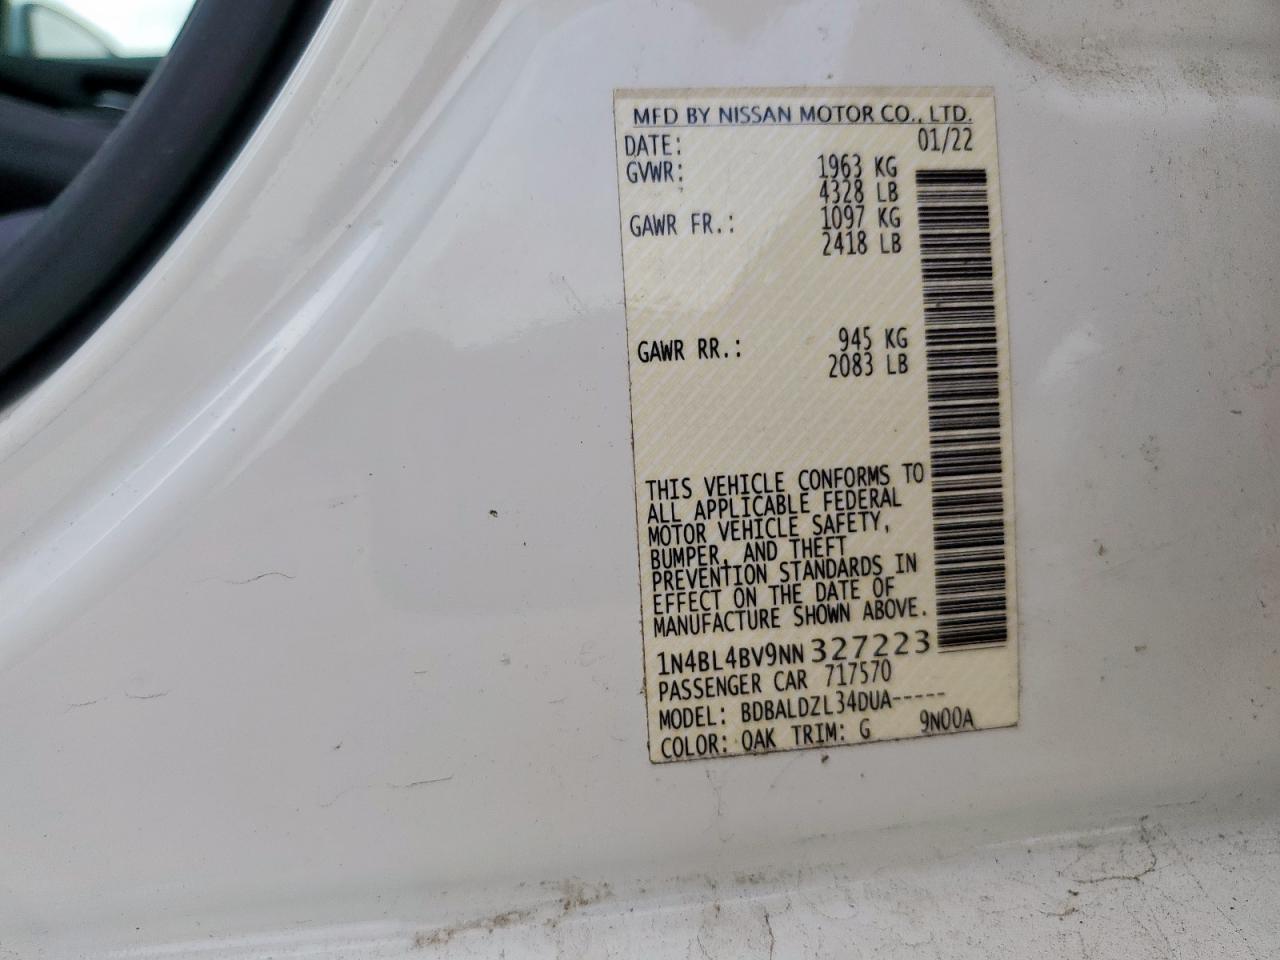 MFD BY NISSAN MOTOR CO., LTD.
DATE: 01/22
GVWR: 1963 KG
4328 LB
GAWR FR.: 1097 KG
2418 LB
GAWR RR.: 945 KG
2083 LB
THIS VEHICLE CONFORMS TO
ALL APPLICABLE FEDERAL
MOTOR VEHICLE SAFETY,
BUMPER, AND THEFT
PREVENTION STANDARDS IN
EFFECT ON THE DATE OF
MANUFACTURE SHOWN ABOVE.
1N4BL4BV9NN327223
PASSENGER CAR 717570
MODEL: BDBALDZL34DUA-----
COLOR: OAK TRIM: G 9N00A